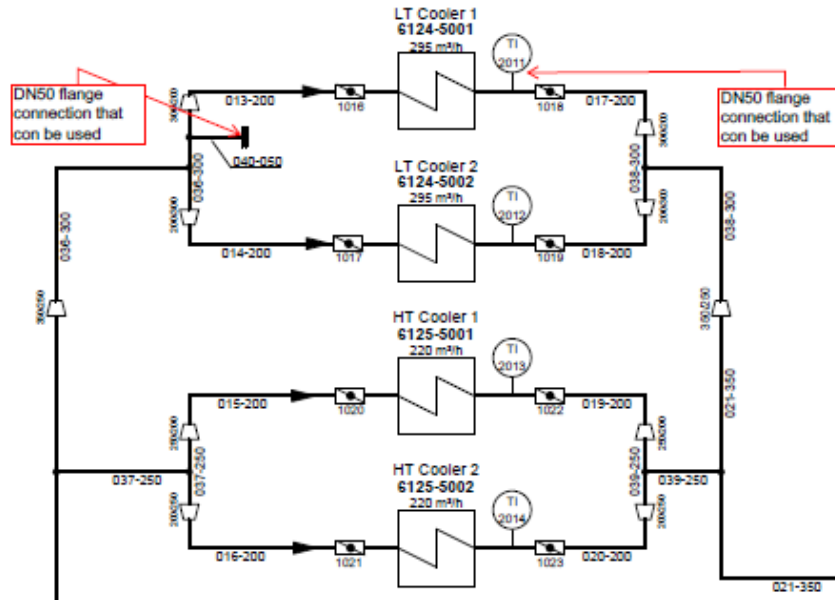 LT Cooler 1
6124-5001
295 m³/h
TI
2011
DN50 flange
connection that
con be used
DN50 flange
connection that
con be used
013-200
1016
1018
017-200
040-050
036-300
038-300
LT Cooler 2
6124-5002
295 m³/h
TI
2012
036-300
038-300
014-200
1017
1019
018-200
HT Cooler 1
6125-5001
220 m³/h
TI
2013
350/250
015-200
1020
1022
019-200
021-350
037-250
037-250
039-250
039-250
HT Cooler 2
6125-5002
220 m³/h
TI
2014
016-200
1021
1023
020-200
021-350